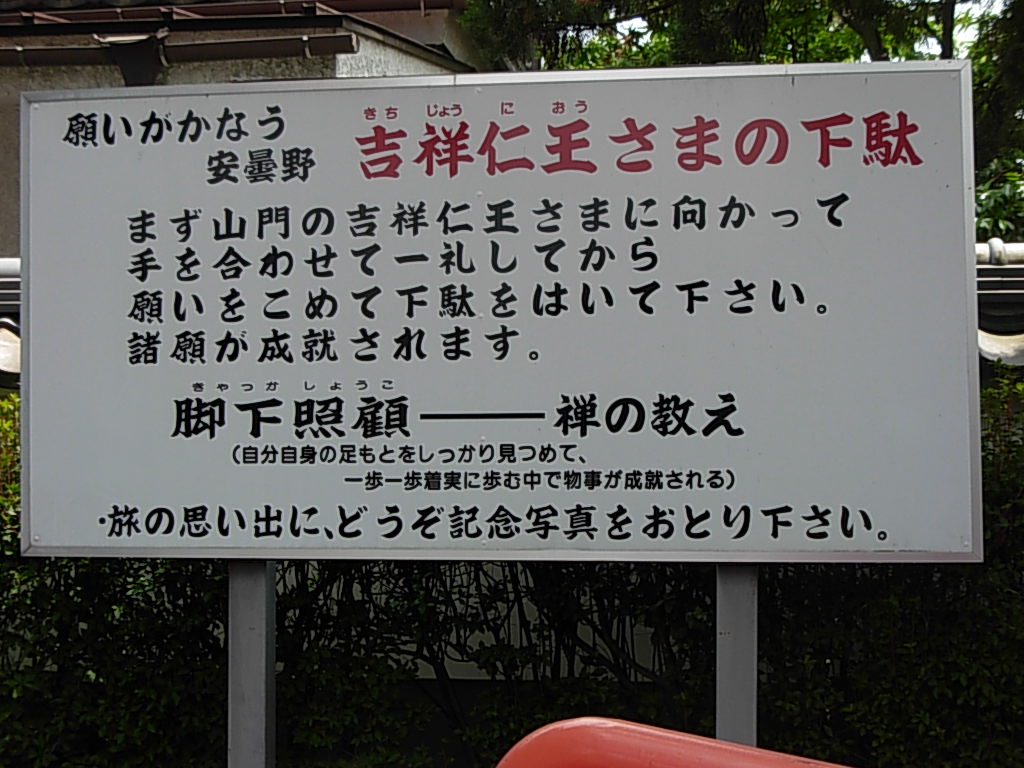 願いがかなう
安曇野
きちじょうにおう
吉祥仁王さまの下駄
まず山門の吉祥仁王さまに向かって
手を合わせて一礼してから
願いをこめて下駄をはいて下さい。
諸願が成就されます。
きゃっかしょうこ
脚下照顧――禅の教え
(自分自身の足もとをしっかり見つめて、
一歩一歩着実に歩む中で物事が成就される)
・旅の思い出に、どうぞ記念写真をおとり下さい。